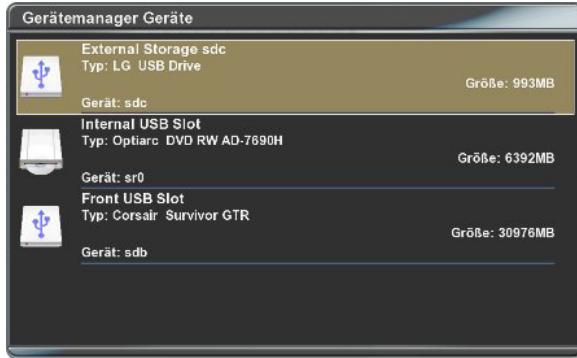 Gerätemanager Geräte
External Storage sdc
Typ: LG USB Drive
Größe: 993MB
Gerät: sdc
Internal USB Slot
Typ: Optiarc DVD RW AD-7690H
Größe: 6392MB
Gerät: sr0
Front USB Slot
Typ: Corsair Survivor GTR
Größe: 30976MB
Gerät: sdb